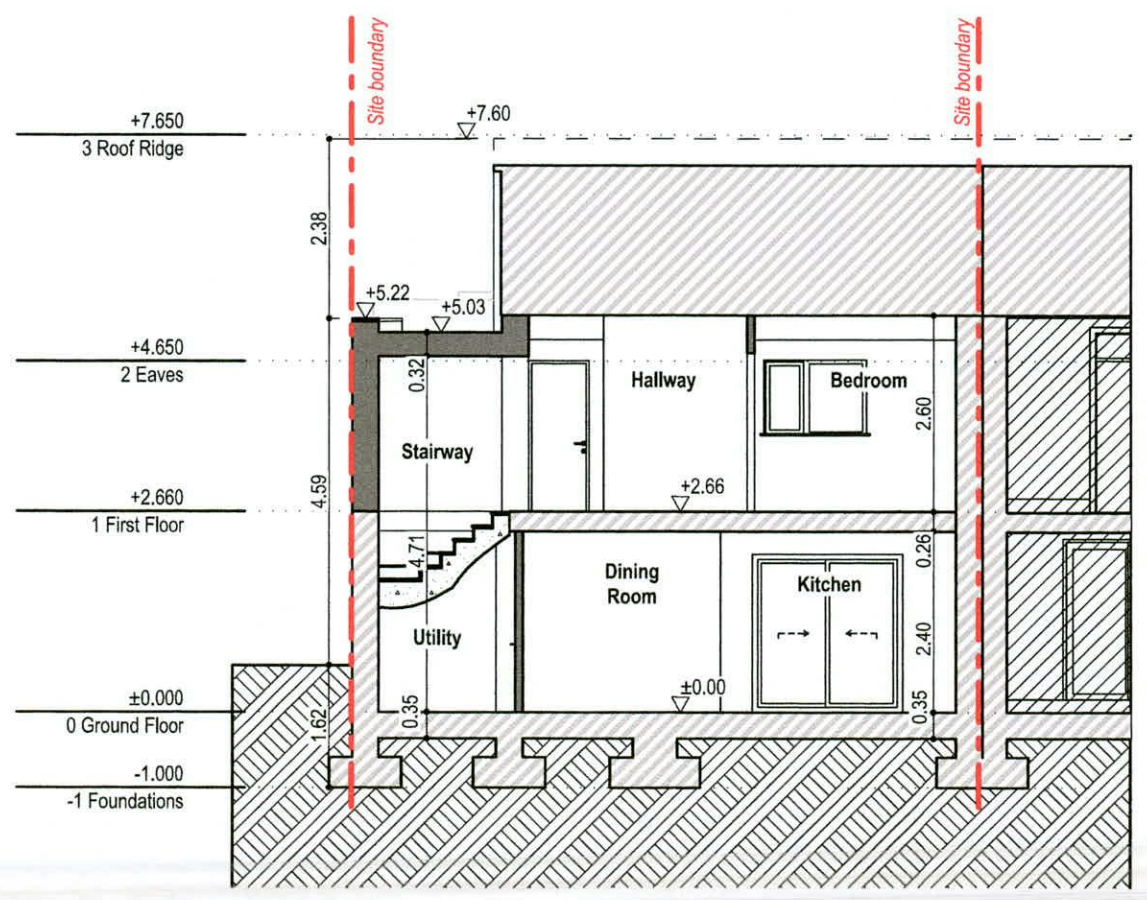 Site boundary
Site boundary
+7.650
3 Roof Ridge
+7.60
2.38
+5.22
+5.03
+4.650
2 Eaves
0.32
Hallway
Bedroom
2.60
Stairway
4.59
+2.660
1 First Floor
+2.66
4.71
0.26
Dining
Room
Kitchen
Utility
2.40
±0.000
0 Ground Floor
±0.00
1.62
0.35
0.35
-1.000
-1 Foundations